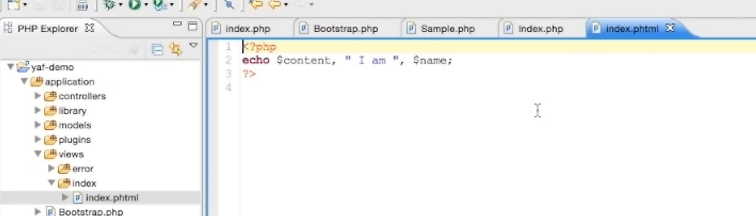 PHP Explorer
index.php
Bootstrap.php
Sample.php
Index.php
index.phtml
yaf-demo
application
controllers
library
models
plugins
views
error
index
index.phtml
Bootstrap.php
1 <?php
2 echo $content, " I am ", $name;
3 ?>
4